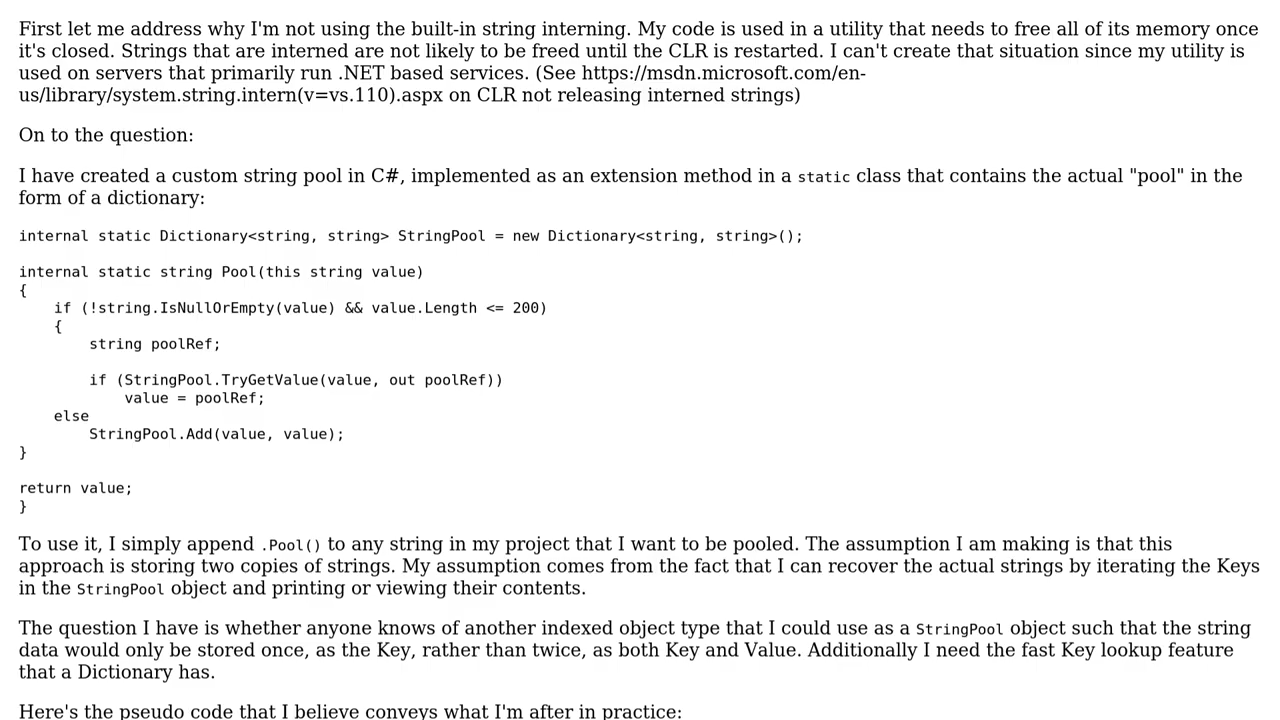 First let me address why I'm not using the built-in string interning. My code is used in a utility that needs to free all of its memory once
it's closed. Strings that are interned are not likely to be freed until the CLR is restarted. I can't create that situation since my utility is
used on servers that primarily run .NET based services. (See https://msdn.microsoft.com/en-
us/library/system.string.intern(v=vs.110).aspx on CLR not releasing interned strings)
On to the question:
I have created a custom string pool in C#, implemented as an extension method in a static class that contains the actual "pool" in the
form of a dictionary:
internal static Dictionary<string, string> StringPool = new Dictionary<string, string>();
internal static string Pool(this string value)
{
    if (!string.IsNullOrEmpty(value) && value.Length <= 200)
    {
        string poolRef;
        if (StringPool.TryGetValue(value, out poolRef))
            value = poolRef;
    else
        StringPool.Add(value, value);
}
return value;
}
To use it, I simply append .Pool() to any string in my project that I want to be pooled. The assumption I am making is that this
approach is storing two copies of strings. My assumption comes from the fact that I can recover the actual strings by iterating the Keys
in the StringPool object and printing or viewing their contents.
The question I have is whether anyone knows of another indexed object type that I could use as a StringPool object such that the string
data would only be stored once, as the Key, rather than twice, as both Key and Value. Additionally I need the fast Key lookup feature
that a Dictionary has.
Here's the pseudo code that I believe conveys what I'm after in practice: